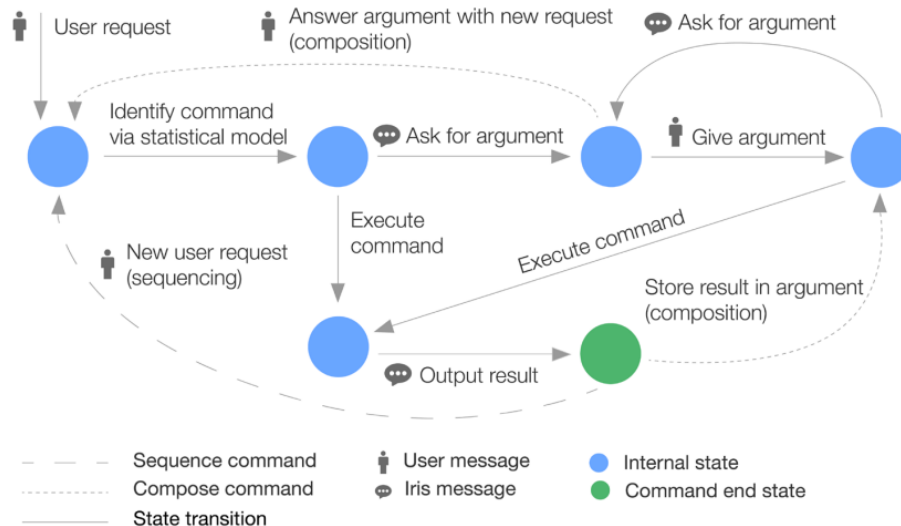 User request
Answer argument with new request
(composition)
Ask for argument
Identify command
via statistical model
Ask for argument
Give argument
Execute
command
Execute command
New user request
(sequencing)
Store result in argument
(composition)
Output result
Sequence command
User message
Internal state
Compose command
Iris message
Command end state
State transition